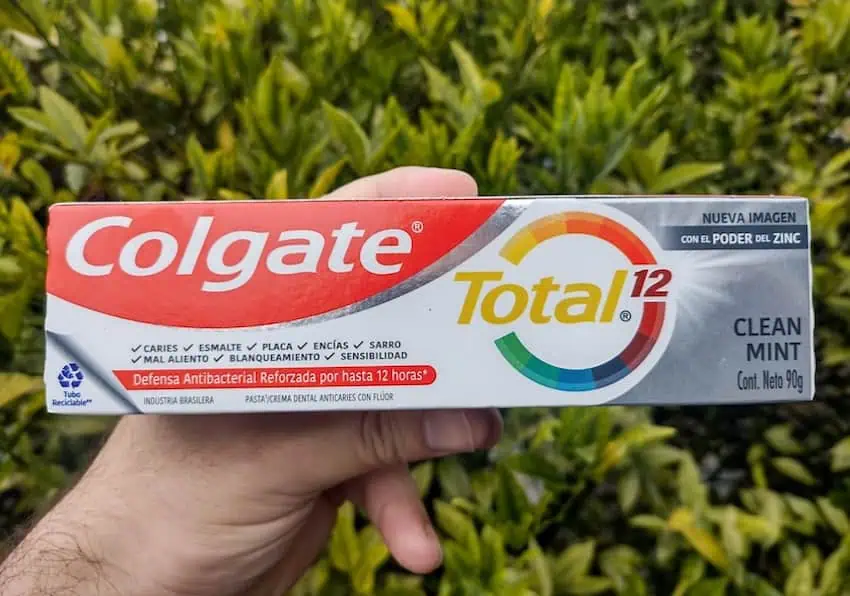 Colgate®
Total12®
NUEVA IMAGEN
CON EL PODER DEL ZINC
CLEAN
MINT
Cont. Neto 90g
✓CARIES ✓ESMALTE ✓PLACA ✓ENCÍAS ✓SARRO
✓MAL ALIENTO ✓BLANQUEAMIENTO ✓SENSIBILIDAD
Defensa Antibacterial Reforzada por hasta 12 horas*
Tubo
Reciclable**
INDUSTRIA BRASILERA PASTA/CREMA DENTAL ANTICARIES CON FLÚOR